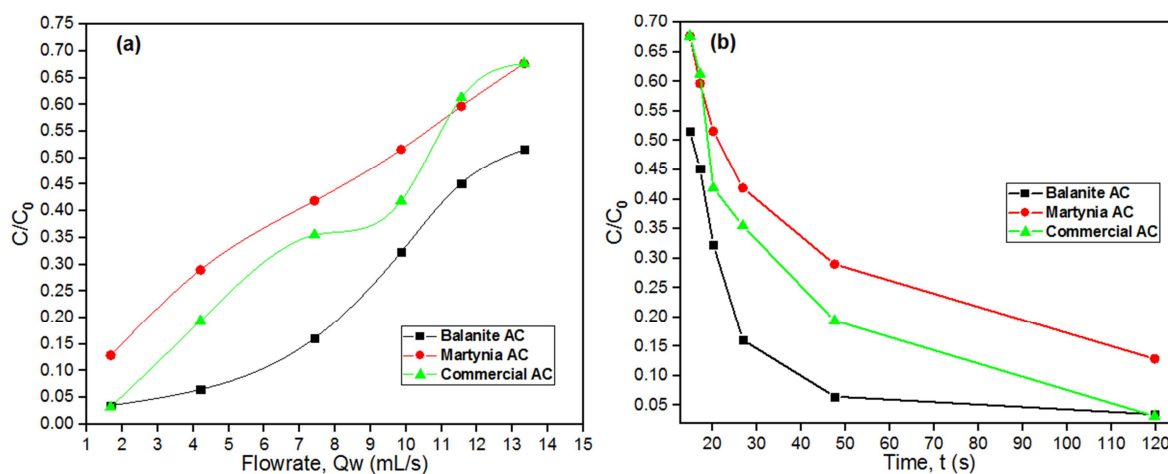 (a)
C/C0
0.75
0.70
0.65
0.60
0.55
0.50
0.45
0.40
0.35
0.30
0.25
0.20
0.15
0.10
0.05
0.00
Balanite AC
Martynia AC
Commercial AC
1 2 3 4 5 6 7 8 9 10 11 12 13 14 15
Flowrate, Qw (mL/s)
(b)
C/C0
0.70
0.65
0.60
0.55
0.50
0.45
0.40
0.35
0.30
0.25
0.20
0.15
0.10
0.05
Balanite AC
Martynia AC
Commercial AC
20 30 40 50 60 70 80 90 100 110 120
Time, t (s)